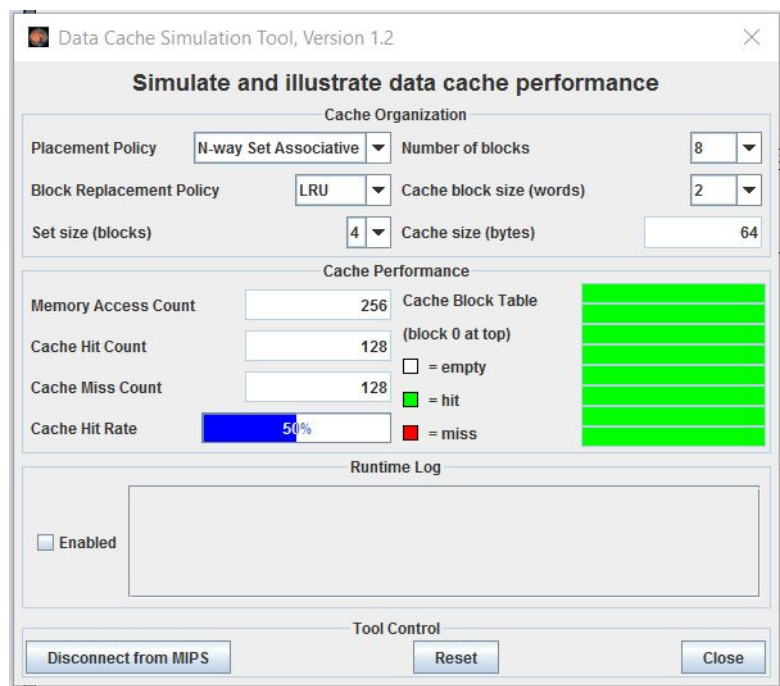 Data Cache Simulation Tool, Version 1.2
Simulate and illustrate data cache performance
Cache Organization
Placement Policy N-way Set Associative Number of blocks 8
Block Replacement Policy LRU Cache block size (words) 2
Set size (blocks) 4 Cache size (bytes) 64
Cache Performance
Memory Access Count 256 Cache Block Table
(block 0 at top)
Cache Hit Count 128
= empty
Cache Miss Count 128
= hit
Cache Hit Rate 50%
= miss
Runtime Log
Enabled
Tool Control
Disconnect from MIPS Reset Close